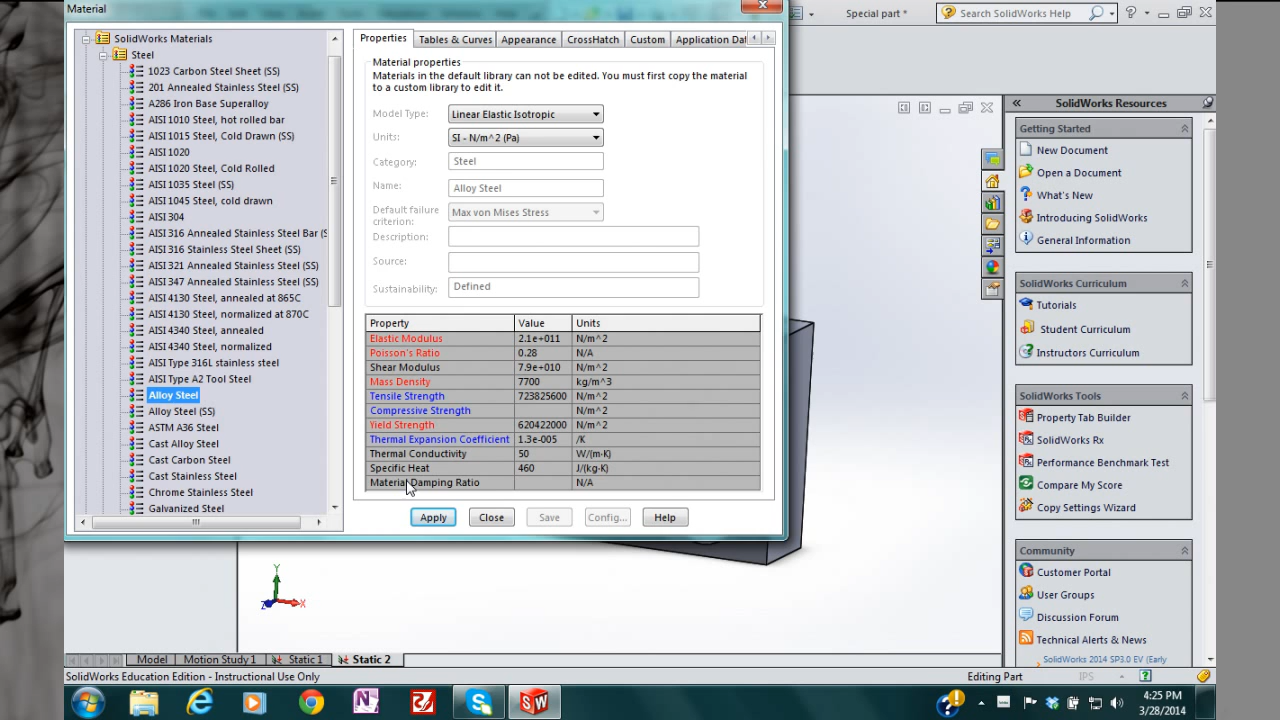 Material
Special part *
Search SolidWorks Help
SolidWorks Materials
Steel
1023 Carbon Steel Sheet (SS)
201 Annealed Stainless Steel (SS)
A286 Iron Base Superalloy
AISI 1010 Steel, hot rolled bar
AISI 1015 Steel, Cold Drawn (SS)
AISI 1020
AISI 1020 Steel, Cold Rolled
AISI 1035 Steel (SS)
AISI 1045 Steel, cold drawn
AISI 304
AISI 316 Annealed Stainless Steel Bar (S
AISI 316 Stainless Steel Sheet (SS)
AISI 321 Annealed Stainless Steel (SS)
AISI 347 Annealed Stainless Steel (SS)
AISI 4130 Steel, annealed at 865C
AISI 4130 Steel, normalized at 870C
AISI 4340 Steel, annealed
AISI 4340 Steel, normalized
AISI Type 316L stainless steel
AISI Type A2 Tool Steel
Alloy Steel
Alloy Steel (SS)
ASTM A36 Steel
Cast Alloy Steel
Cast Carbon Steel
Cast Stainless Steel
Chrome Stainless Steel
Galvanized Steel
Properties Tables & Curves Appearance CrossHatch Custom Application Dat
Material properties
Materials in the default library can not be edited. You must first copy the material
to a custom library to edit it.
Model Type: Linear Elastic Isotropic
Units: SI - N/m^2 (Pa)
Category: Steel
Name: Alloy Steel
Default failure
criterion: Max von Mises Stress
Description:
Source:
Sustainability: Defined
Property Value Units
Elastic Modulus 2.1e+011 N/m^2
Poisson's Ratio 0.28 N/A
Shear Modulus 7.9e+010 N/m^2
Mass Density 7700 kg/m^3
Tensile Strength 723825600 N/m^2
Compressive Strength N/m^2
Yield Strength 620422000 N/m^2
Thermal Expansion Coefficient 1.3e-005 /K
Thermal Conductivity 50 W/(m·K)
Specific Heat 460 J/(kg·K)
Material Damping Ratio N/A
Apply Close Save Config... Help
SolidWorks Resources
Getting Started
New Document
Open a Document
What's New
Introducing SolidWorks
General Information
SolidWorks Curriculum
Tutorials
Student Curriculum
Instructors Curriculum
SolidWorks Tools
Property Tab Builder
SolidWorks Rx
Performance Benchmark Test
Compare My Score
Copy Settings Wizard
Community
Customer Portal
User Groups
Discussion Forum
Technical Alerts & News
SolidWorks 2014 SP3.0 EV (Early
Y
Z X
Model Motion Study 1 Static 1 Static 2
SolidWorks Education Edition - Instructional Use Only
Editing Part IPS
4:25 PM
3/28/2014